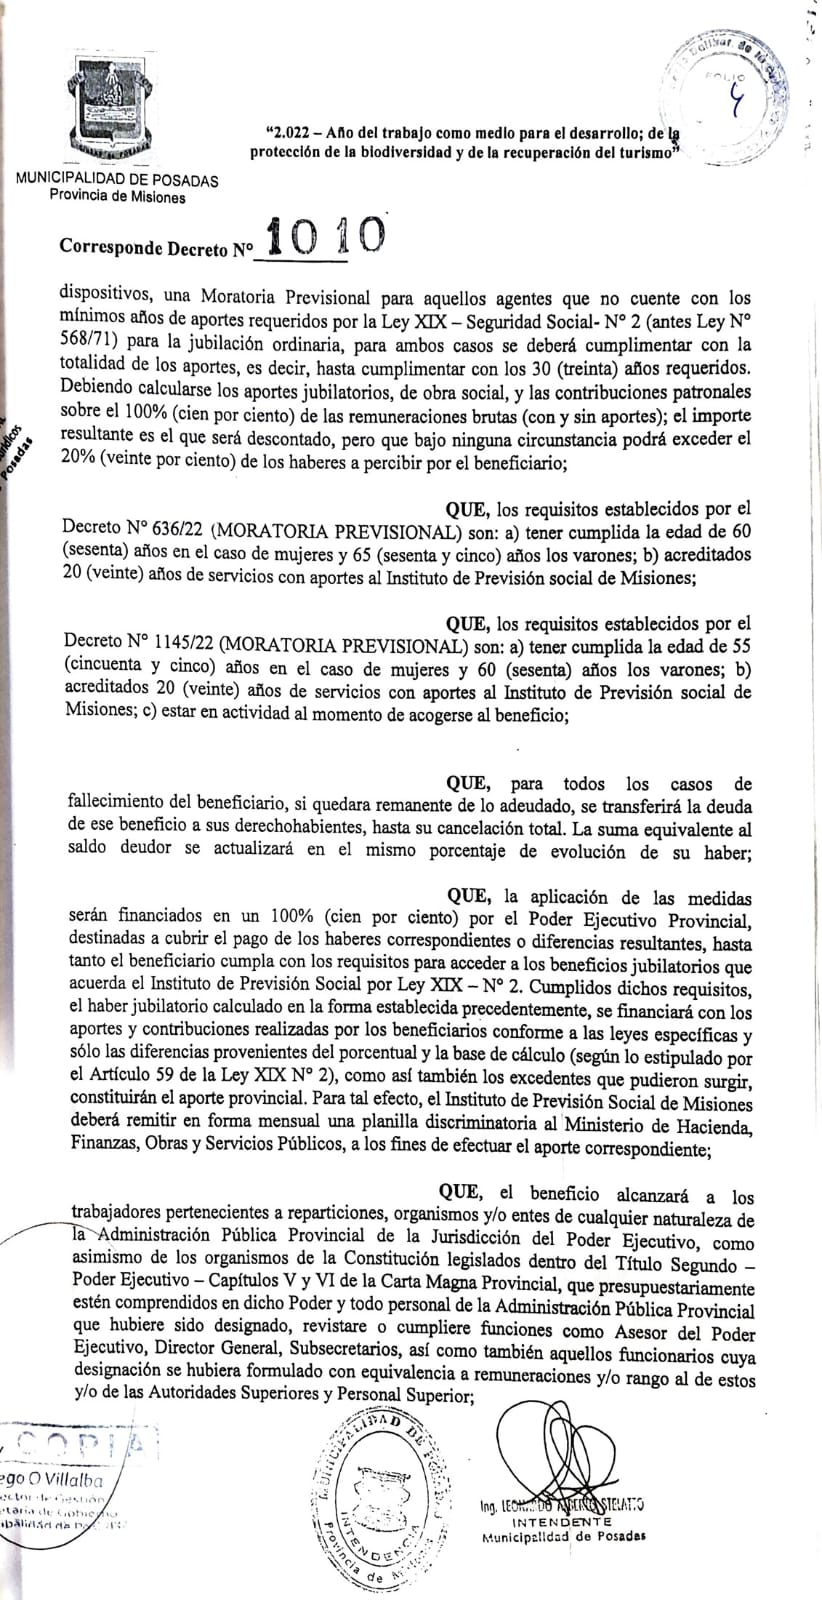 FOLIO
4
"2.022 – Año del trabajo como medio para el desarrollo; de la
protección de la biodiversidad y de la recuperación del turismo"
MUNICIPALIDAD DE POSADAS
Provincia de Misiones
Corresponde Decreto Nº 1010
dispositivos, una Moratoria Previsional para aquellos agentes que no cuente con los
mínimos años de aportes requeridos por la Ley XIX – Seguridad Social- Nº 2 (antes Ley Nº
568/71) para la jubilación ordinaria, para ambos casos se deberá cumplimentar con la
totalidad de los aportes, es decir, hasta cumplimentar con los 30 (treinta) años requeridos.
Debiendo calcularse los aportes jubilatorios, de obra social, y las contribuciones patronales
sobre el 100% (cien por ciento) de las remuneraciones brutas (con y sin aportes); el importe
resultante es el que será descontado, pero que bajo ninguna circunstancia podrá exceder el
20% (veinte por ciento) de los haberes a percibir por el beneficiario;
QUE, los requisitos establecidos por el
Decreto Nº 636/22 (MORATORIA PREVISIONAL) son: a) tener cumplida la edad de 60
(sesenta) años en el caso de mujeres y 65 (sesenta y cinco) años los varones; b) acreditados
20 (veinte) años de servicios con aportes al Instituto de Previsión social de Misiones;
QUE, los requisitos establecidos por el
Decreto Nº 1145/22 (MORATORIA PREVISIONAL) son: a) tener cumplida la edad de 55
(cincuenta y cinco) años en el caso de mujeres y 60 (sesenta) años los varones; b)
acreditados 20 (veinte) años de servicios con aportes al Instituto de Previsión social de
Misiones; c) estar en actividad al momento de acogerse al beneficio;
QUE, para todos los casos de
fallecimiento del beneficiario, si quedara remanente de lo adeudado, se transferirá la deuda
de ese beneficio a sus derechohabientes, hasta su cancelación total. La suma equivalente al
saldo deudor se actualizará en el mismo porcentaje de evolución de su haber;
QUE, la aplicación de las medidas
serán financiados en un 100% (cien por ciento) por el Poder Ejecutivo Provincial,
destinadas a cubrir el pago de los haberes correspondientes o diferencias resultantes, hasta
tanto el beneficiario cumpla con los requisitos para acceder a los beneficios jubilatorios que
acuerda el Instituto de Previsión Social por Ley XIX – Nº 2. Cumplidos dichos requisitos,
el haber jubilatorio calculado en la forma establecida precedentemente, se financiará con los
aportes y contribuciones realizadas por los beneficiarios conforme a las leyes específicas y
sólo las diferencias provenientes del porcentual y la base de cálculo (según lo estipulado por
el Artículo 59 de la Ley XIX Nº 2), como así también los excedentes que pudieron surgir,
constituirán el aporte provincial. Para tal efecto, el Instituto de Previsión Social de Misiones
deberá remitir en forma mensual una planilla discriminatoria al Ministerio de Hacienda,
Finanzas, Obras y Servicios Públicos, a los fines de efectuar el aporte correspondiente;
QUE, el beneficio alcanzará a los
trabajadores pertenecientes a reparticiones, organismos y/o entes de cualquier naturaleza de
la Administración Pública Provincial de la Jurisdicción del Poder Ejecutivo, como
asimismo de los organismos de la Constitución legislados dentro del Título Segundo –
Poder Ejecutivo – Capítulos V y VI de la Carta Magna Provincial, que presupuestariamente
estén comprendidos en dicho Poder y todo personal de la Administración Pública Provincial
que hubiere sido designado, revistare o cumpliere funciones como Asesor del Poder
Ejecutivo, Director General, Subsecretarios, así como también aquellos funcionarios cuya
designación se hubiera formulado con equivalencia a remuneraciones y/o rango al de estos
y/o de las Autoridades Superiores y Personal Superior;
COPIA
ego O Villalba
MUNICIPALIDAD DE
INTENDENCIA
Provincia de
Ing.
INTENDENTE
Municipalidad de Posadas